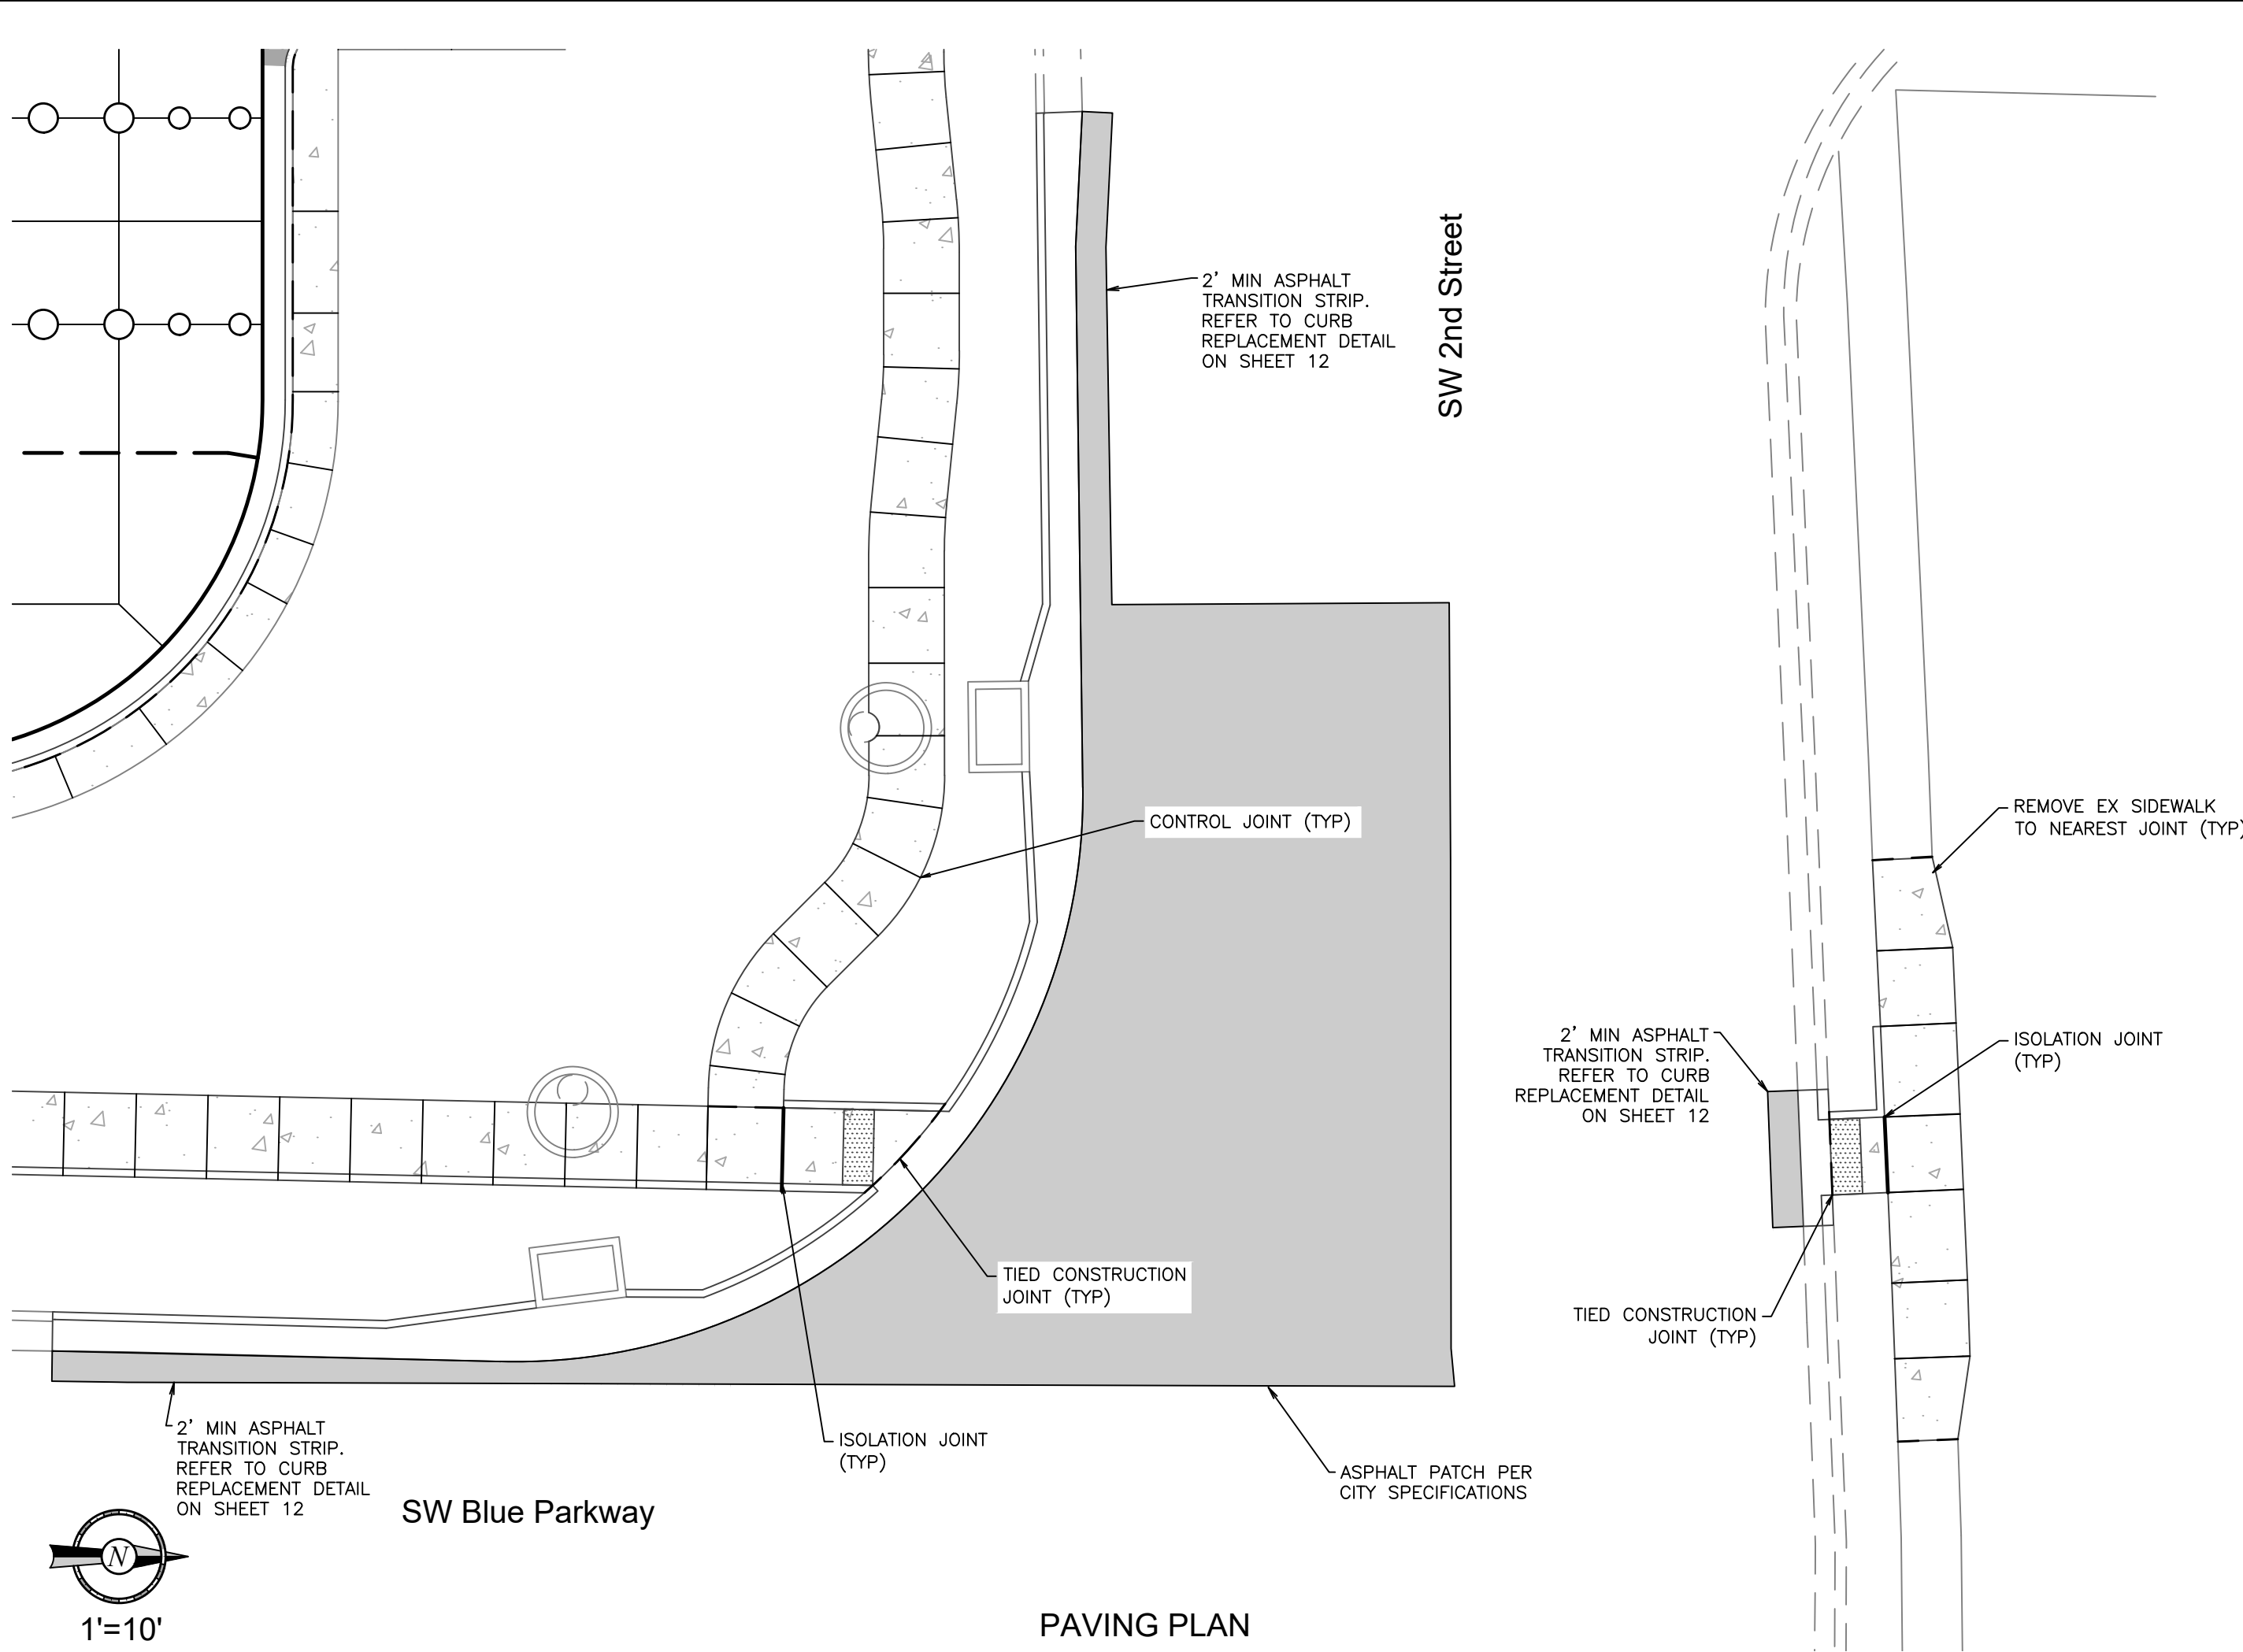 2' MIN ASPHALT
TRANSITION STRIP.
REFER TO CURB
REPLACEMENT DETAIL
ON SHEET 12
SW 2nd Street
CONTROL JOINT (TYP)
REMOVE EX SIDEWALK
TO NEAREST JOINT (TYP)
2' MIN ASPHALT
TRANSITION STRIP.
REFER TO CURB
REPLACEMENT DETAIL
ON SHEET 12
ISOLATION JOINT
(TYP)
TIED CONSTRUCTION
JOINT (TYP)
TIED CONSTRUCTION
JOINT (TYP)
2' MIN ASPHALT
TRANSITION STRIP.
REFER TO CURB
REPLACEMENT DETAIL
ON SHEET 12
ISOLATION JOINT
(TYP)
ASPHALT PATCH PER
CITY SPECIFICATIONS
SW Blue Parkway
N
1'=10'
PAVING PLAN